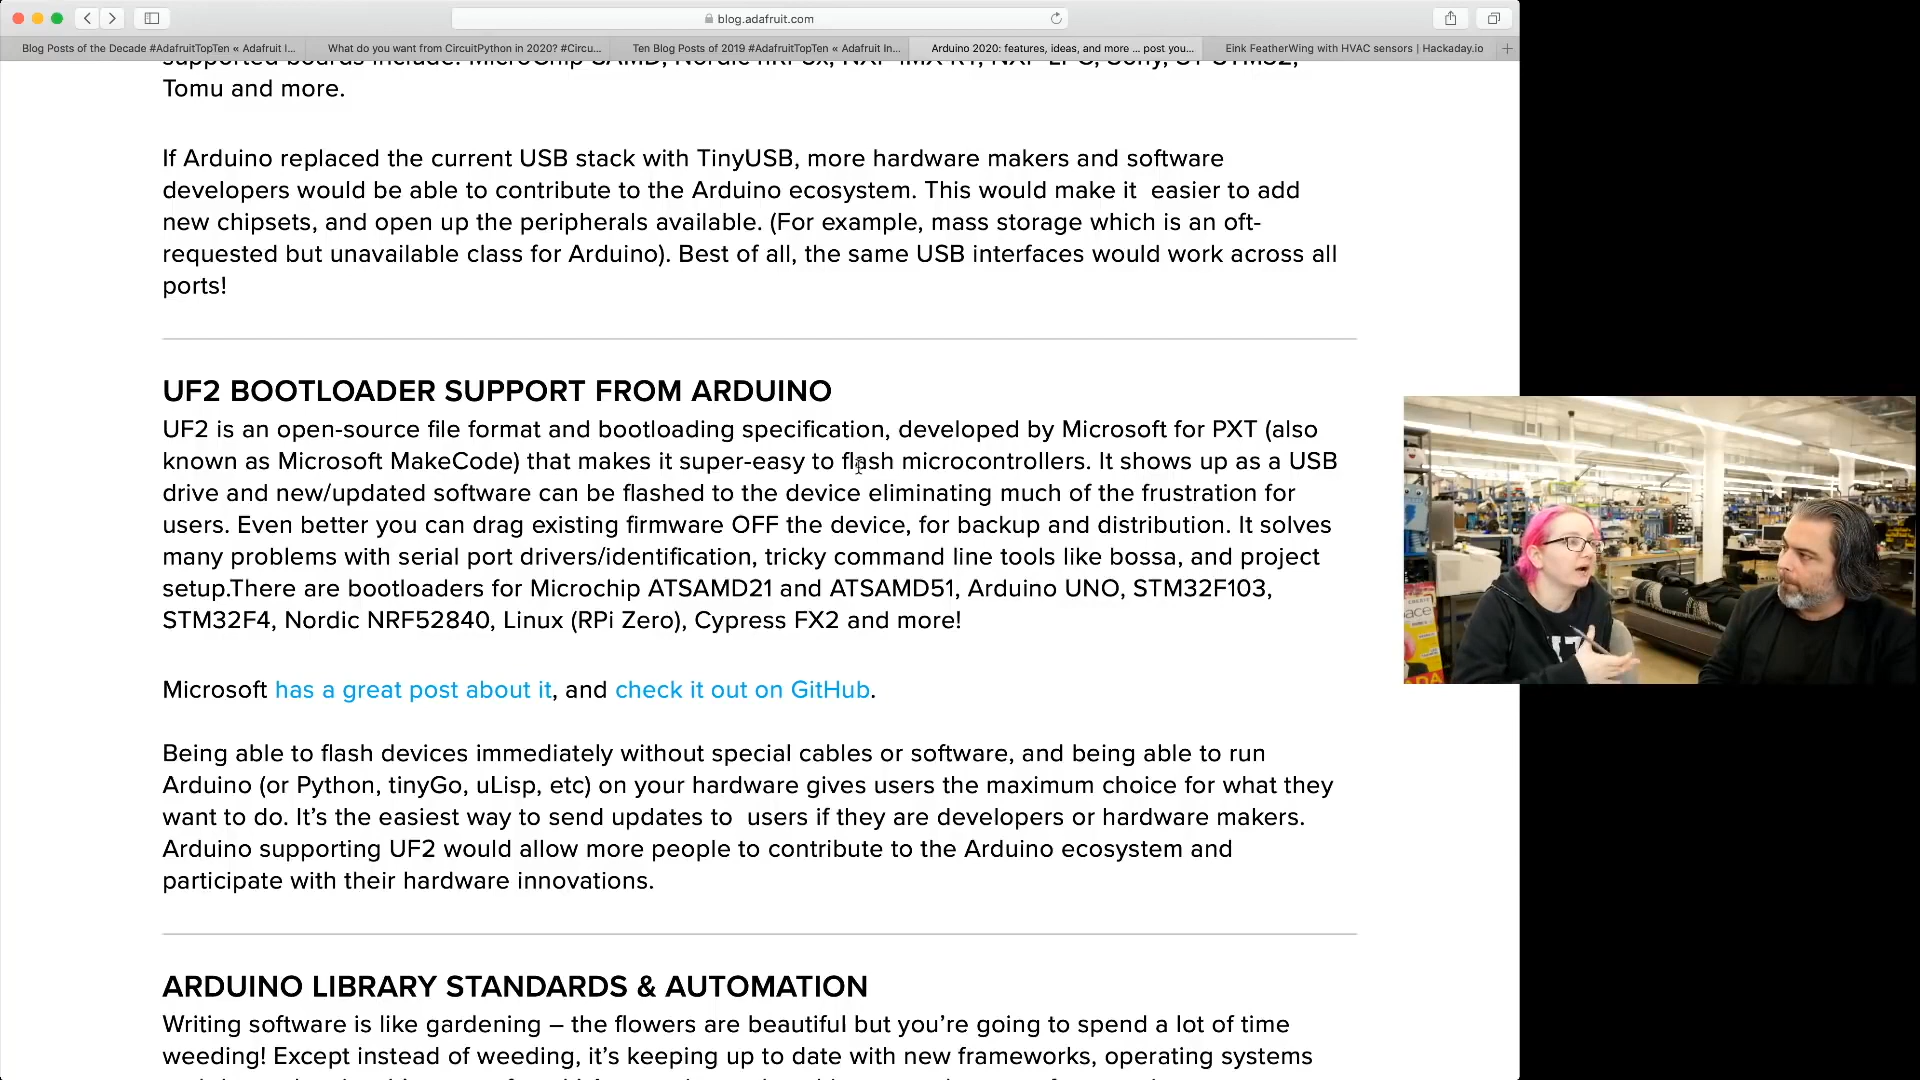 blog.adafruit.com
Blog Posts of the Decade #AdafruitTopTen « Adafruit I...
What do you want from CircuitPython in 2020? #Circu...
Ten Blog Posts of 2019 #AdafruitTopTen « Adafruit In...
Arduino 2020: features, ideas, and more ... post you...
Eink FeatherWing with HVAC sensors | Hackaday.io
supported boards include: MicroChip SAMD, Nordic nRF5x, NXP iMX RT, NXP LPC, Sony, ST STM32,
Tomu and more.
If Arduino replaced the current USB stack with TinyUSB, more hardware makers and software
developers would be able to contribute to the Arduino ecosystem. This would make it  easier to add
new chipsets, and open up the peripherals available. (For example, mass storage which is an oft-
requested but unavailable class for Arduino). Best of all, the same USB interfaces would work across all
ports!
UF2 BOOTLOADER SUPPORT FROM ARDUINO
UF2 is an open-source file format and bootloading specification, developed by Microsoft for PXT (also
known as Microsoft MakeCode) that makes it super-easy to flash microcontrollers. It shows up as a USB
drive and new/updated software can be flashed to the device eliminating much of the frustration for
users. Even better you can drag existing firmware OFF the device, for backup and distribution. It solves
many problems with serial port drivers/identification, tricky command line tools like bossa, and project
setup.There are bootloaders for Microchip ATSAMD21 and ATSAMD51, Arduino UNO, STM32F103,
STM32F4, Nordic NRF52840, Linux (RPi Zero), Cypress FX2 and more!
Microsoft has a great post about it, and check it out on GitHub.
Being able to flash devices immediately without special cables or software, and being able to run
Arduino (or Python, tinyGo, uLisp, etc) on your hardware gives users the maximum choice for what they
want to do. It's the easiest way to send updates to  users if they are developers or hardware makers.
Arduino supporting UF2 would allow more people to contribute to the Arduino ecosystem and
participate with their hardware innovations.
ARDUINO LIBRARY STANDARDS & AUTOMATION
Writing software is like gardening – the flowers are beautiful but you're going to spend a lot of time
weeding! Except instead of weeding, it's keeping up to date with new frameworks, operating systems